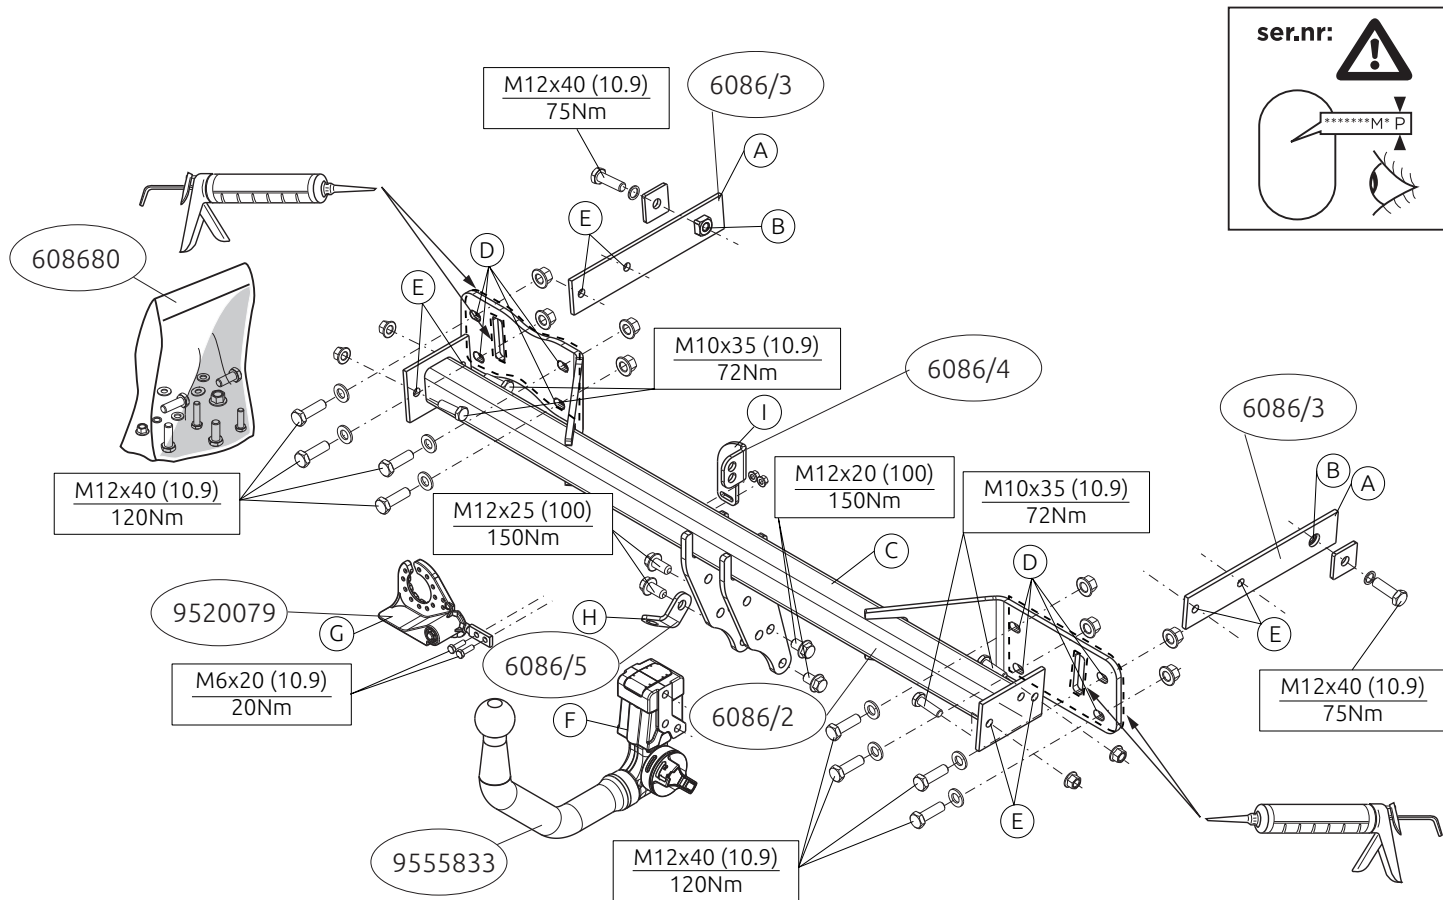 ser.nr:
*******M* P
M12x40 (10.9)
75Nm
6086/3
A
B
E
D
E
608680
M10x35 (10.9)
72Nm
6086/4
I
6086/3
B
A
M12x40 (10.9)
120Nm
M12x25 (100)
150Nm
M12x20 (100)
150Nm
M10x35 (10.9)
72Nm
C
D
9520079
G
H
6086/5
E
M6x20 (10.9)
20Nm
F
6086/2
M12x40 (10.9)
75Nm
E
9555833
M12x40 (10.9)
120Nm